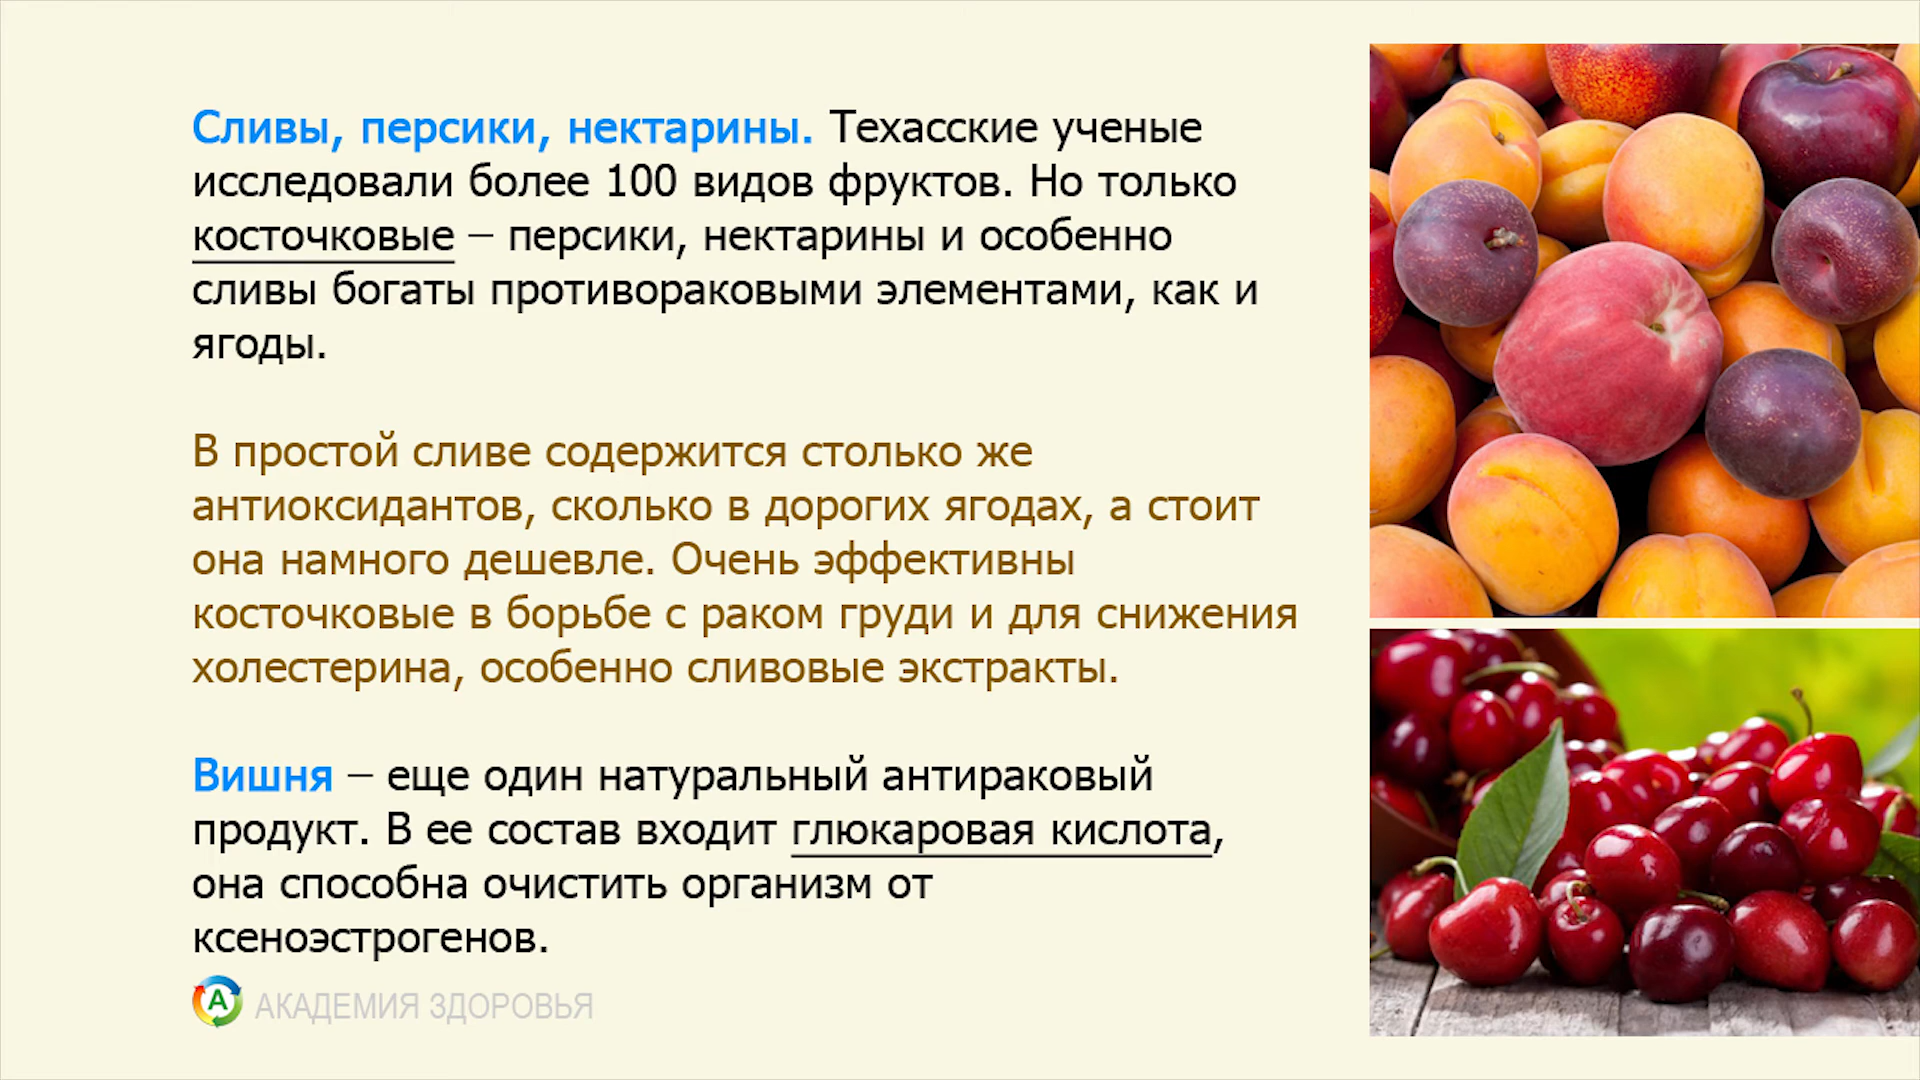 Сливы, персики, нектарины. Техасские ученые
исследовали более 100 видов фруктов. Но только
косточковые – персики, нектарины и особенно
сливы богаты противораковыми элементами, как и
ягоды.
В простой сливе содержится столько же
антиоксидантов, сколько в дорогих ягодах, а стоит
она намного дешевле. Очень эффективны
косточковые в борьбе с раком груди и для снижения
холестерина, особенно сливовые экстракты.
Вишня – еще один натуральный антираковый
продукт. В ее состав входит глюкаровая кислота,
она способна очистить организм от
ксеноэстрогенов.
А АКАДЕМИЯ ЗДОРОВЬЯ